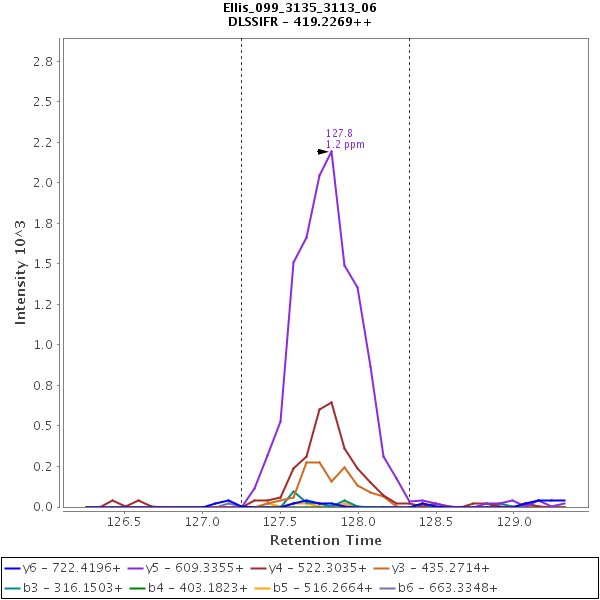 Ellis_099_3135_3113_06
DLSSIFR – 419.2269++
127.8
1.2 ppm
2.8
2.5
2.2
2.0
1.8
1.5
1.2
1.0
0.8
0.5
0.2
0.0
Intensity 10^3
126.5 127.0 127.5 128.0 128.5 129.0
Retention Time
y6 – 722.4196+ y5 – 609.3355+ y4 – 522.3035+ y3 – 435.2714+
b3 – 316.1503+ b4 – 403.1823+ b5 – 516.2664+ b6 – 663.3348+